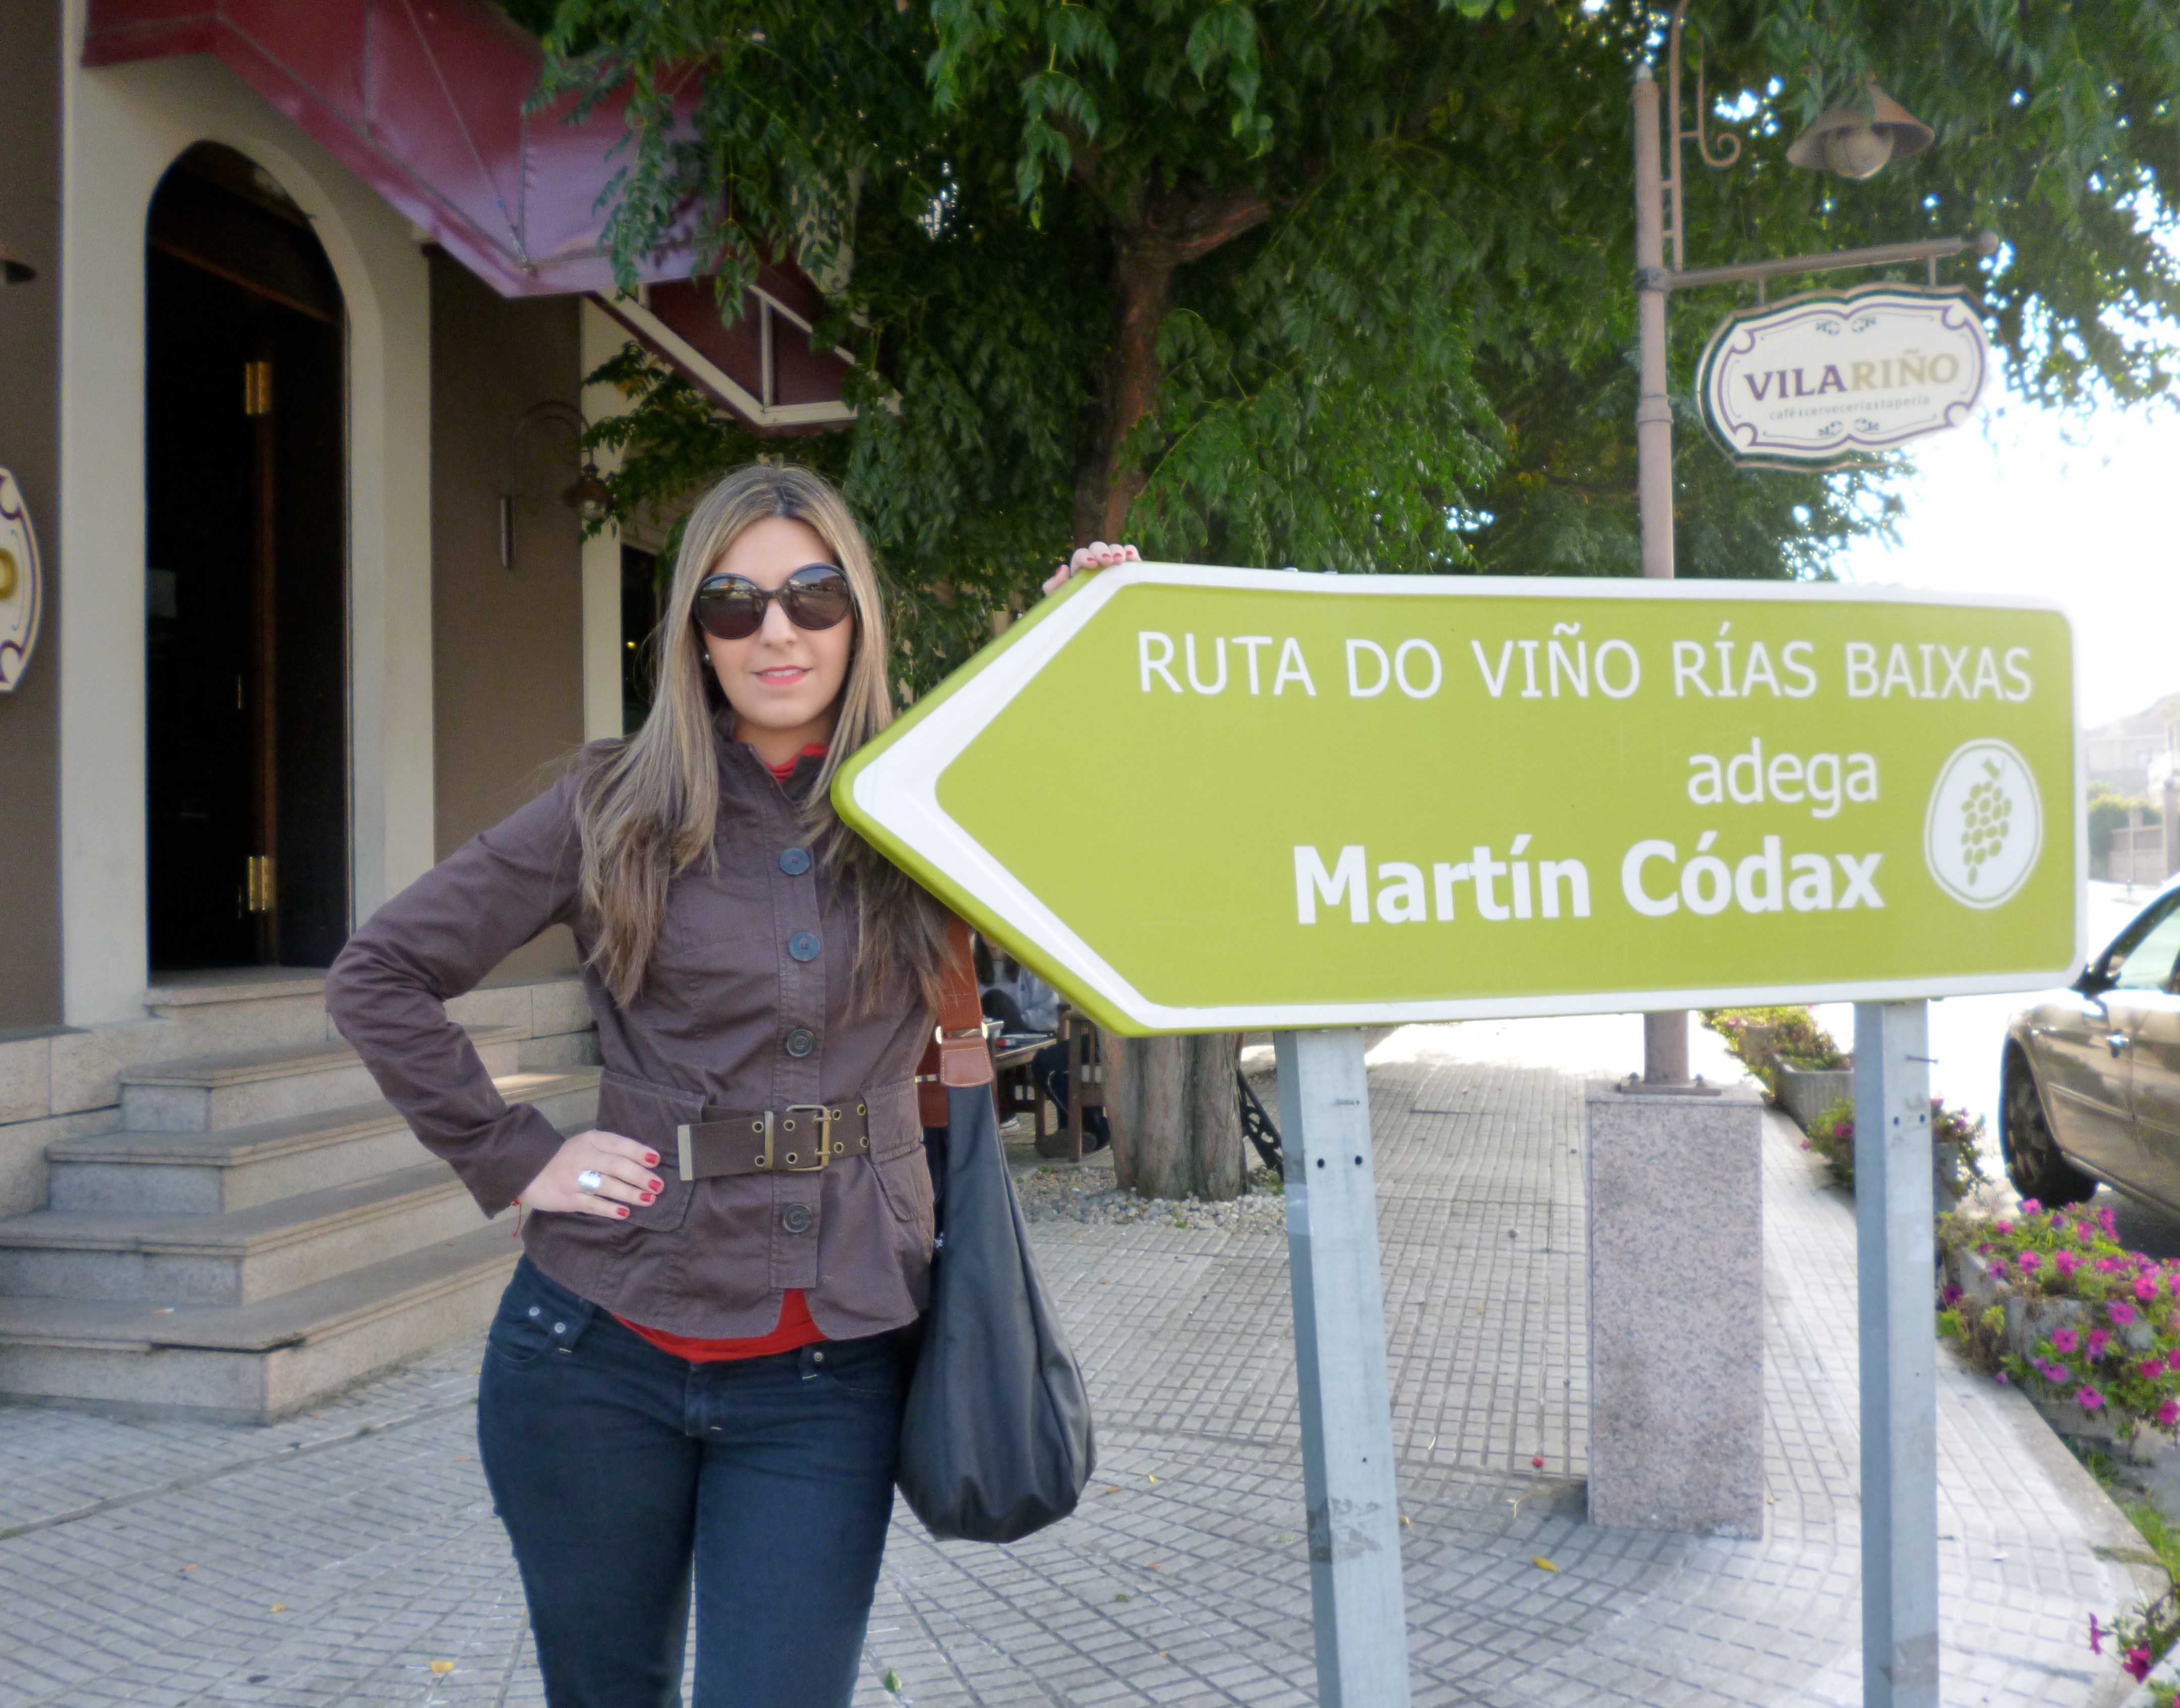 VILARIÑO
café cervecería tapería
RUTA DO VIÑO RÍAS BAIXAS
adega
Martín Códax